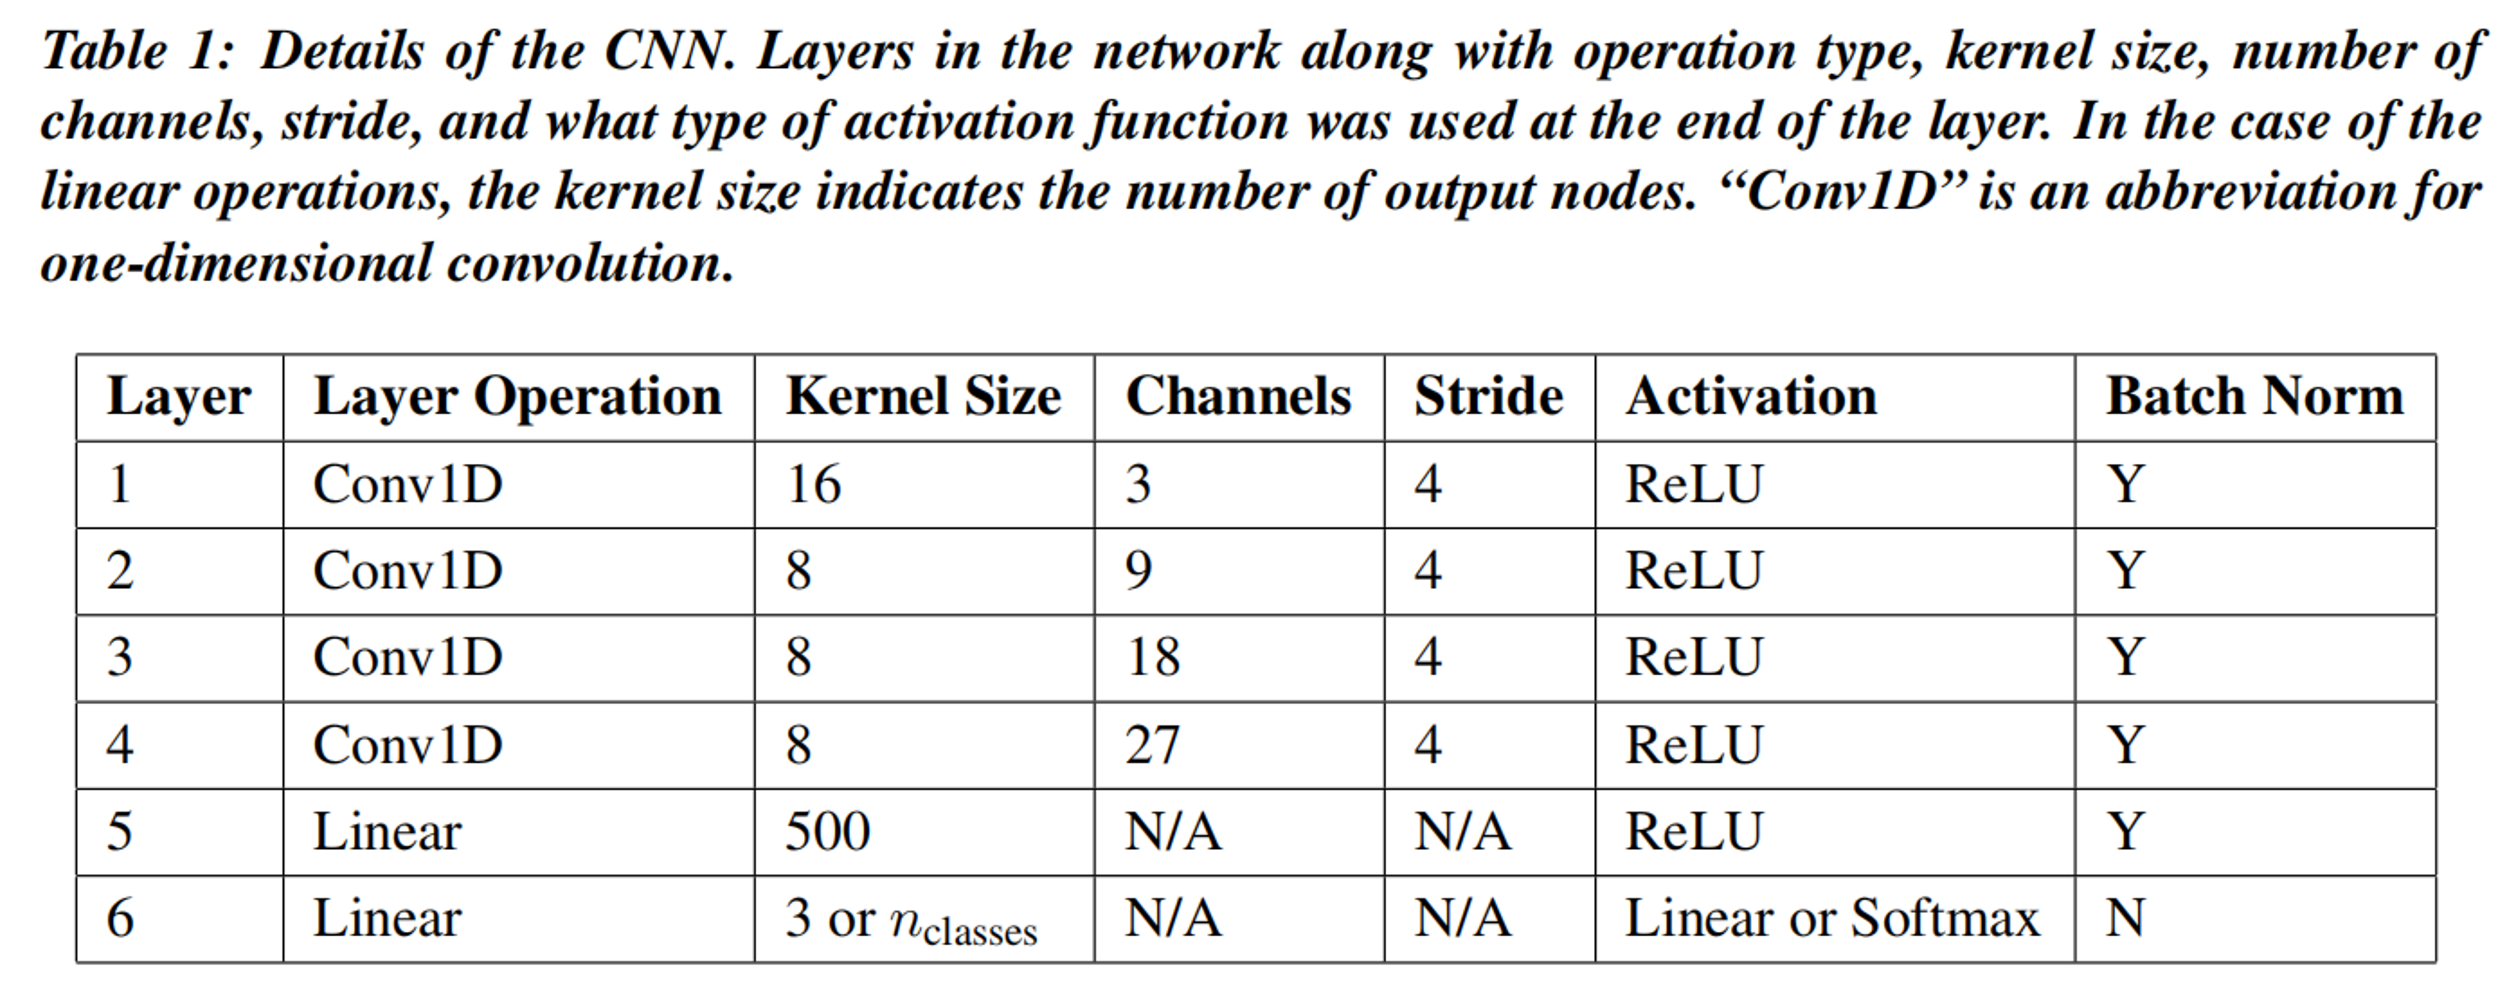 Table 1: Details of the CNN. Layers in the network along with operation type, kernel size, number of
channels, stride, and what type of activation function was used at the end of the layer. In the case of the
linear operations, the kernel size indicates the number of output nodes. “Conv1D” is an abbreviation for
one-dimensional convolution.
Layer Layer Operation Kernel Size Channels Stride Activation Batch Norm
1 Conv1D 16 3 4 ReLU Y
2 Conv1D 8 9 4 ReLU Y
3 Conv1D 8 18 4 ReLU Y
4 Conv1D 8 27 4 ReLU Y
5 Linear 500 N/A N/A ReLU Y
6 Linear 3 or nclasses N/A N/A Linear or Softmax N